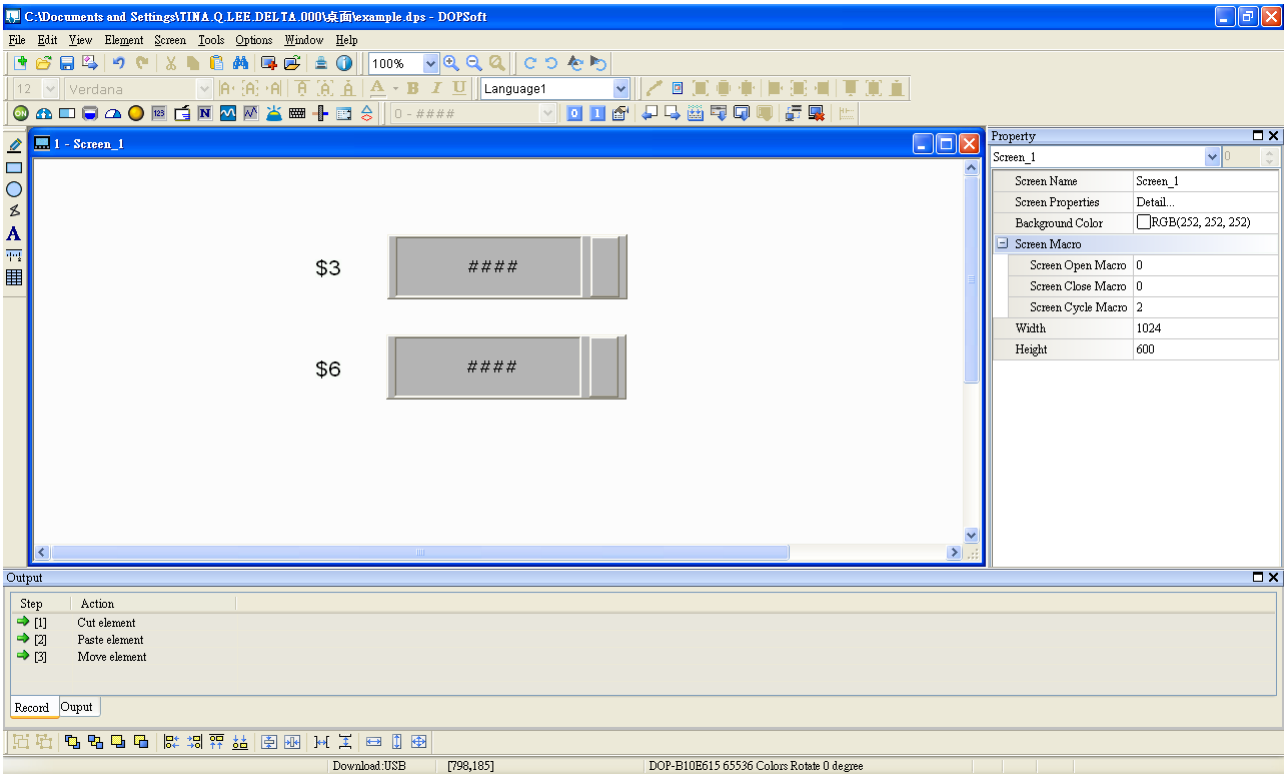 C:\Documents and Settings\TINA.Q.LEE.DELTA.000\桌面\example.dps - DOPSoft
File Edit View Element Screen Tools Options Window Help
100%
12 Verdana A A A A A A A B I U Language1
123 N 0 - #### 0 1
1 - Screen_1
A
$3 ####
$6 ####
Property
Screen_1 0
Screen Name Screen_1
Screen Properties Detail...
Background Color RGB(252, 252, 252)
Screen Macro
Screen Open Macro 0
Screen Close Macro 0
Screen Cycle Macro 2
Width 1024
Height 600
Output
Step Action
[1] Cut element
[2] Paste element
[3] Move element
Record Ouput
Download:USB [798,185] DOP-B10E615 65536 Colors Rotate 0 degree